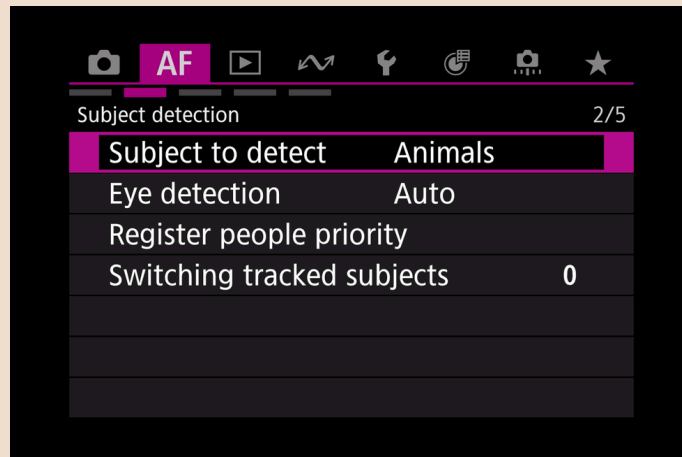 AF
Subject detection 2/5
Subject to detect Animals
Eye detection Auto
Register people priority
Switching tracked subjects 0